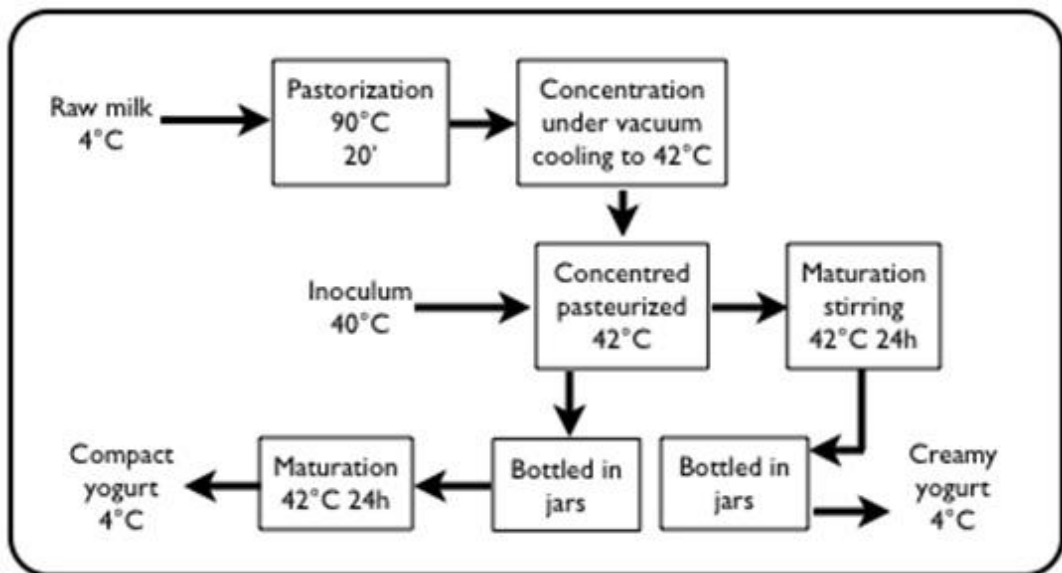 Raw milk
4°C
Pastorization
90°C
20'
Concentration
under vacuum
cooling to 42°C
Inoculum
40°C
Concentred
pasteurized
42°C
Maturation
stirring
42°C 24h
Compact
yogurt
4°C
Maturation
42°C 24h
Bottled in
jars
Bottled in
jars
Creamy
yogurt
4°C